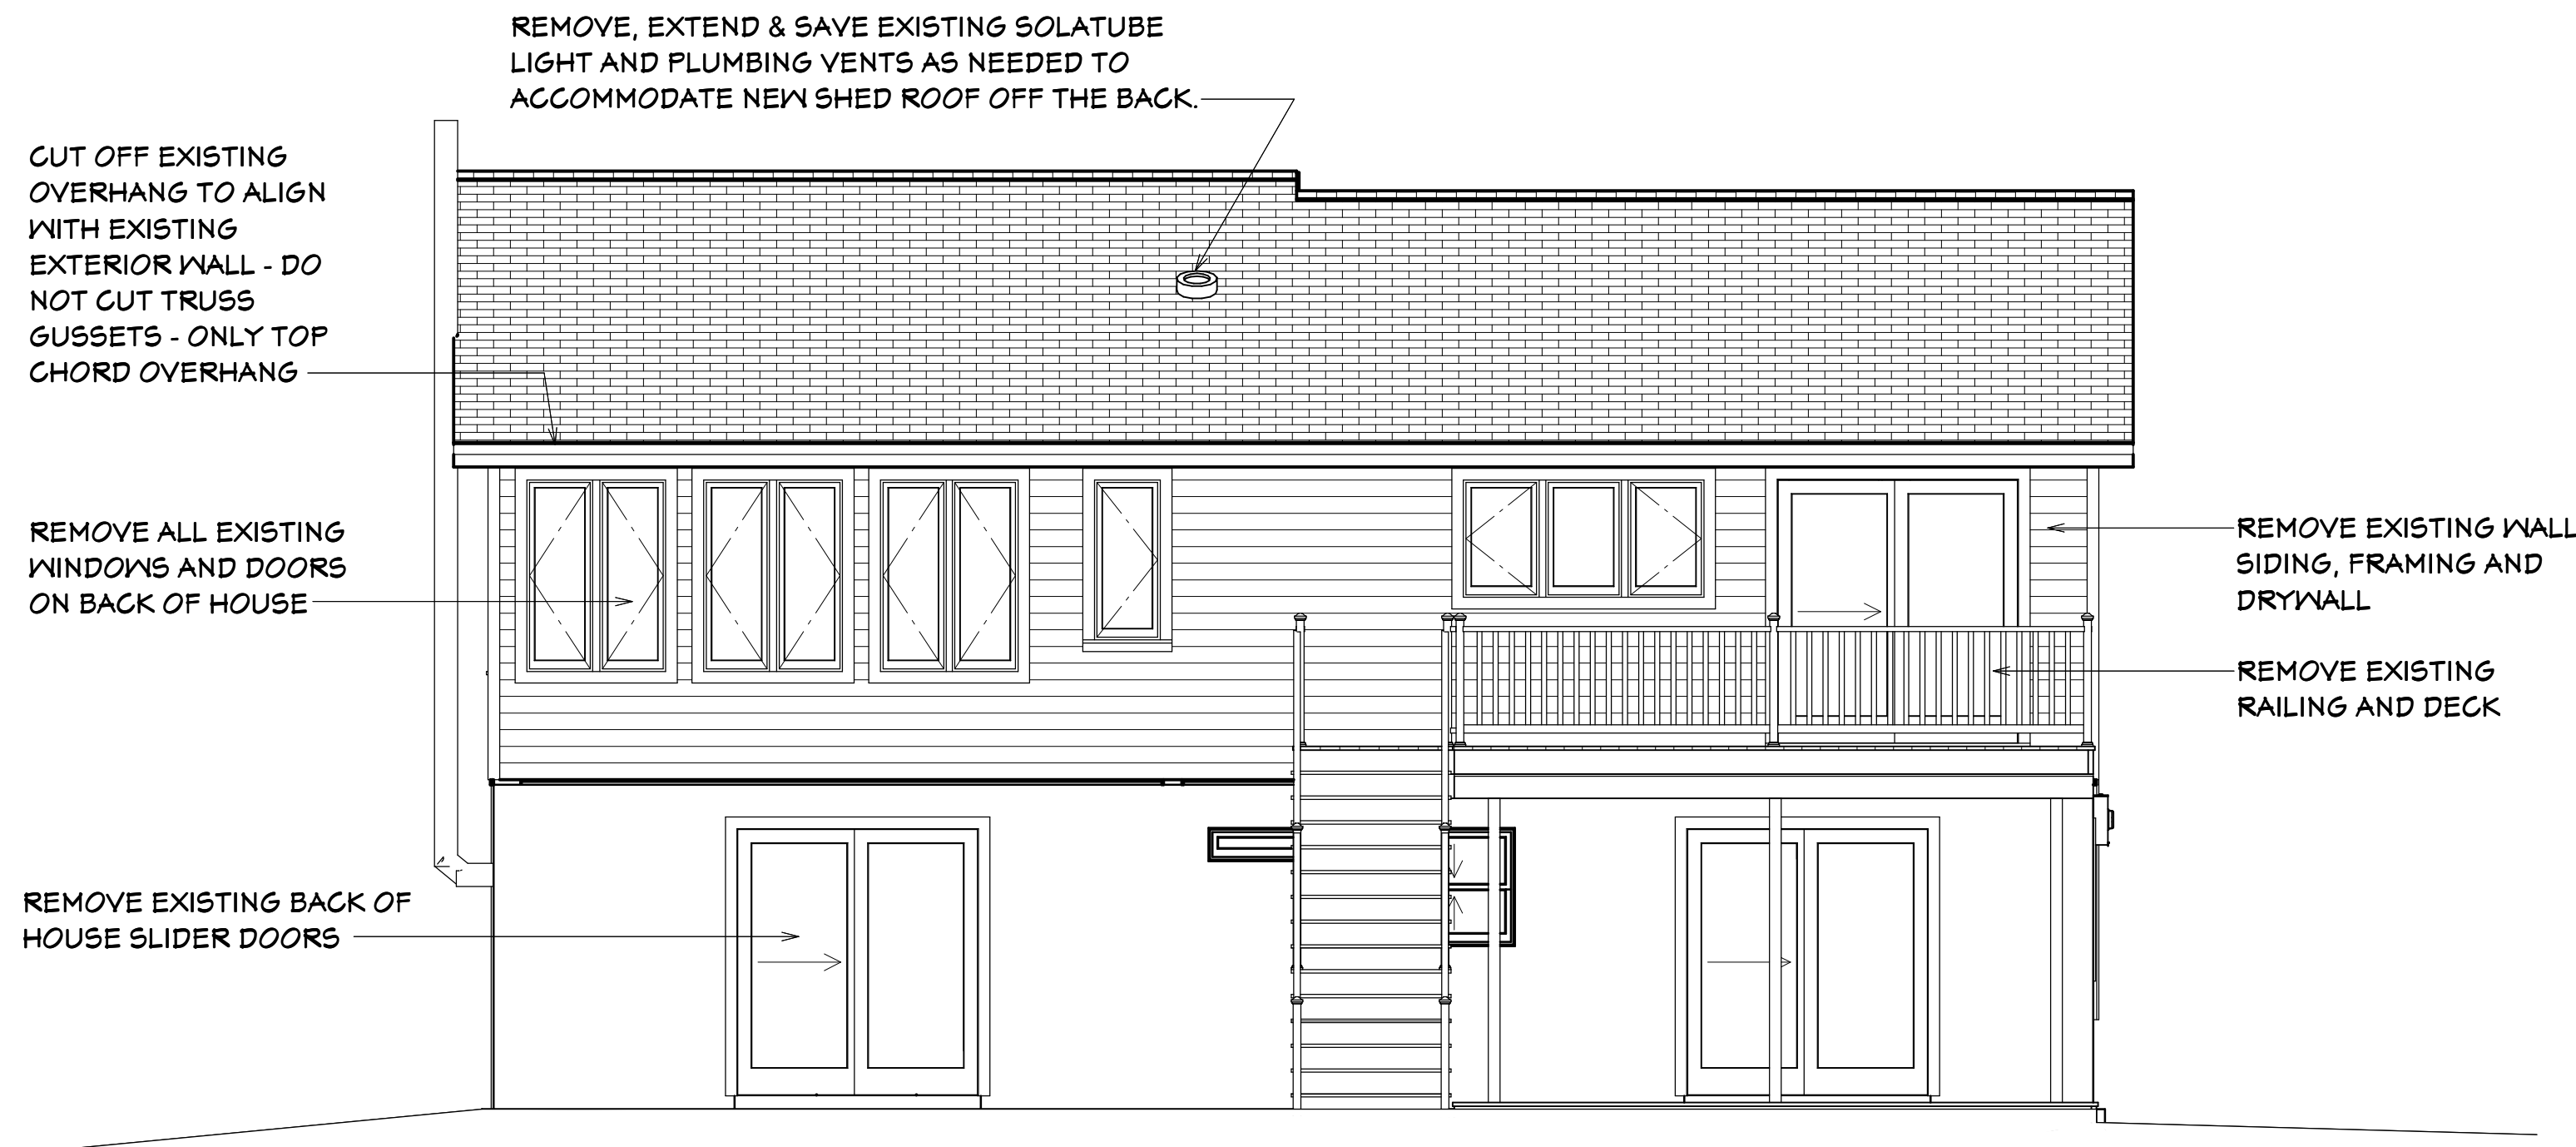 REMOVE, EXTEND & SAVE EXISTING SOLATUBE
LIGHT AND PLUMBING VENTS AS NEEDED TO
ACCOMMODATE NEW SHED ROOF OFF THE BACK.
CUT OFF EXISTING
OVERHANG TO ALIGN
WITH EXISTING
EXTERIOR WALL - DO
NOT CUT TRUSS
GUSSETS - ONLY TOP
CHORD OVERHANG
REMOVE ALL EXISTING
WINDOWS AND DOORS
ON BACK OF HOUSE
REMOVE EXISTING WALL
SIDING, FRAMING AND
DRYWALL
REMOVE EXISTING
RAILING AND DECK
REMOVE EXISTING BACK OF
HOUSE SLIDER DOORS